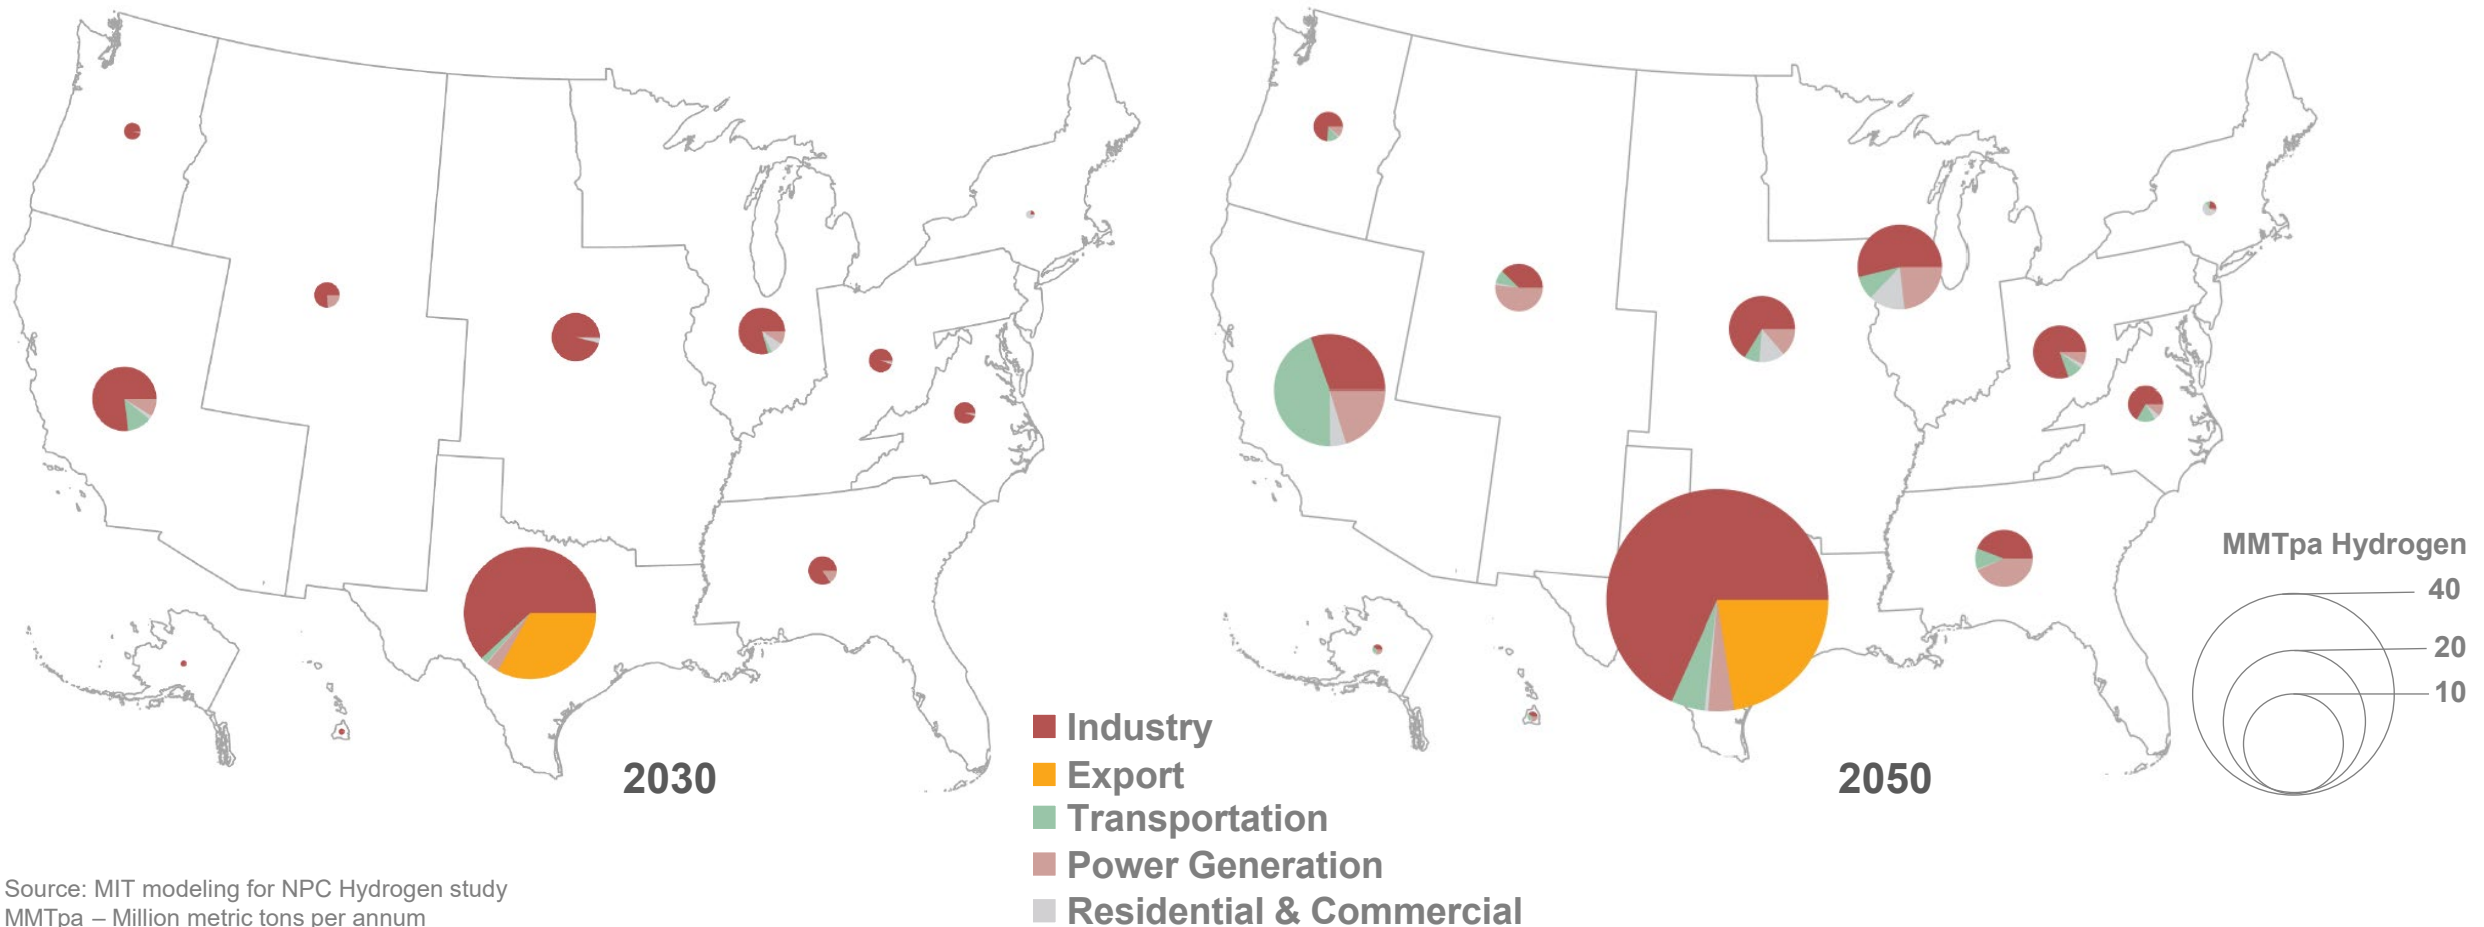 MMTpa Hydrogen
40
20
10
2030
2050
Industry
Export
Transportation
Power Generation
Residential & Commercial
Source: MIT modeling for NPC Hydrogen study
MMTpa – Million metric tons per annum